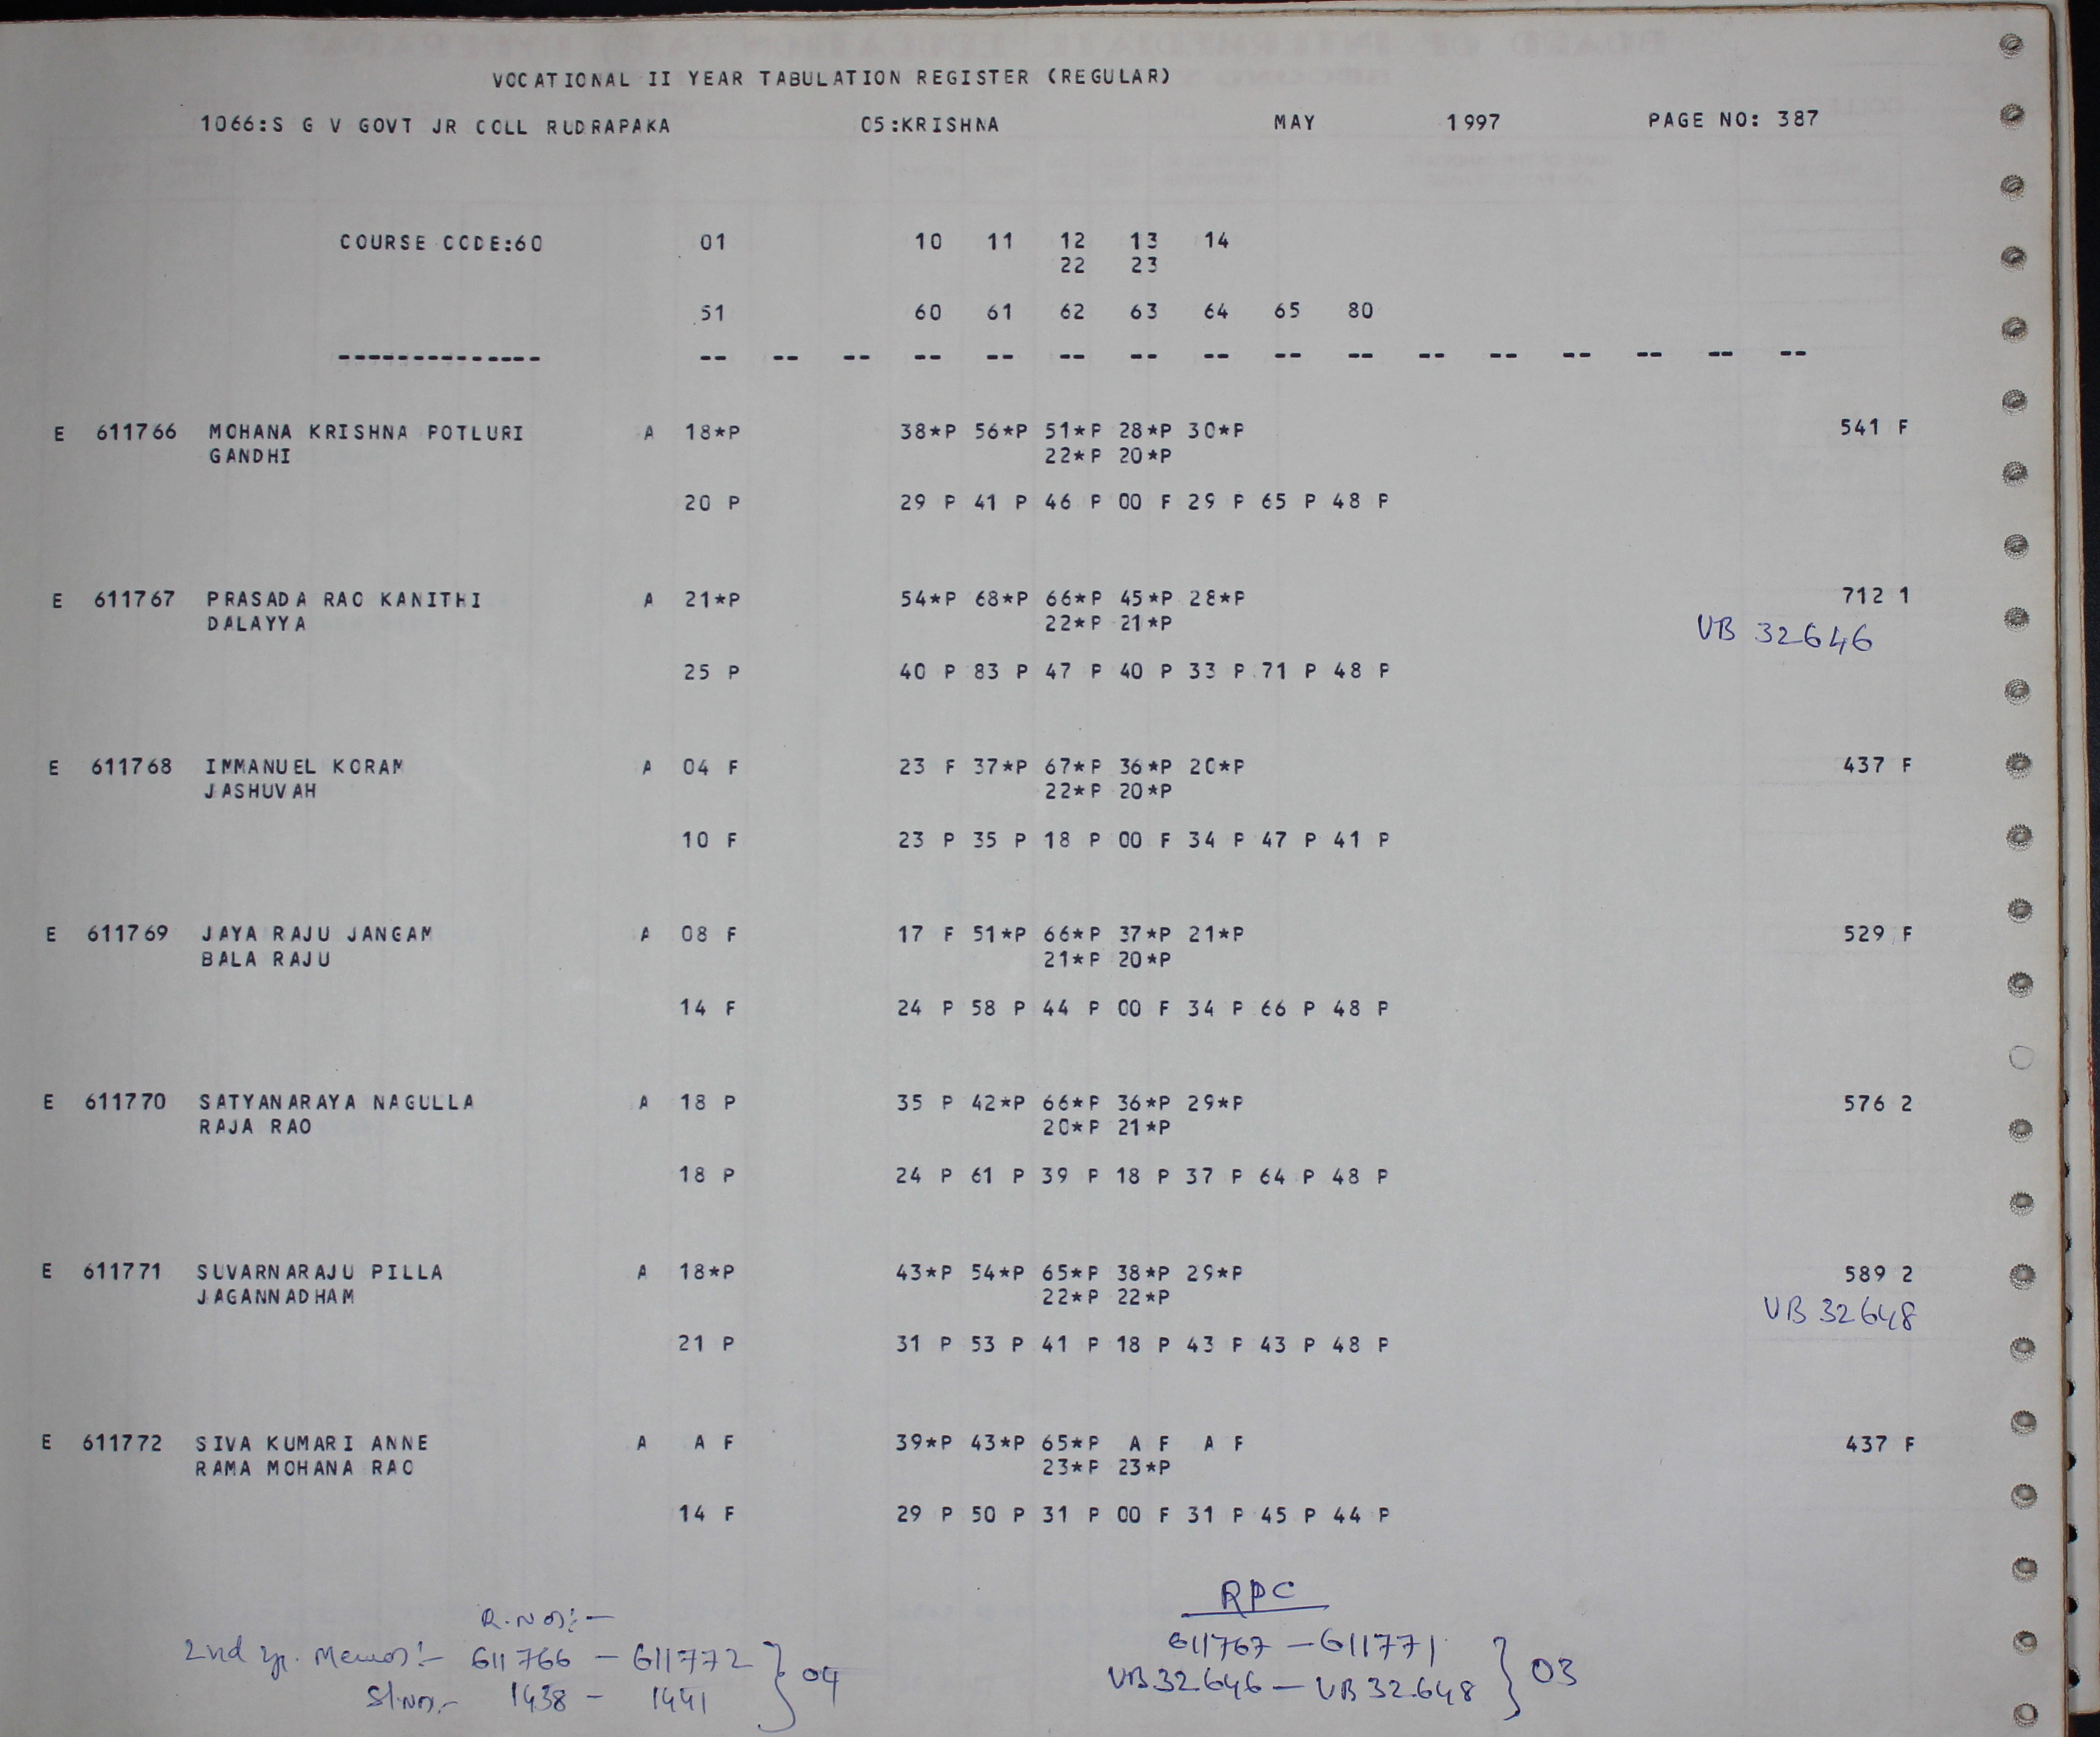 VOCATIONAL II YEAR TABULATION REGISTER (REGULAR)
1066:S G V GOVT JR COLL RUDRAPAKA 05:KRISHNA MAY 1997 PAGE NO: 387
COURSE CODE:60 01 10 11 12 13 14
22 23
51 60 61 62 63 64 65 80
-------------- -- -- -- -- -- -- -- -- -- -- -- -- -- -- -- --
E 611766 MOHANA KRISHNA POTLURI A 18*P 38*P 56*P 51*P 28*P 30*P 541 F
GANDHI 22*P 20*P
20 P 29 P 41 P 46 P 00 F 29 P 65 P 48 P
E 611767 PRASADA RAO KANITHI A 21*P 54*P 68*P 66*P 45*P 28*P 712 1
DALAYYA 22*P 21*P VB 32646
25 P 40 P 83 P 47 P 40 P 33 P 71 P 48 P
E 611768 IMMANUEL KORAM A 04 F 23 F 37*P 67*P 36*P 20*P 437 F
JASHUVAH 22*P 20*P
10 F 23 P 35 P 18 P 00 F 34 P 47 P 41 P
E 611769 JAYA RAJU JANGAM A 08 F 17 F 51*P 66*P 37*P 21*P 529 F
BALA RAJU 21*P 20*P
14 F 24 P 58 P 44 P 00 F 34 P 66 P 48 P
E 611770 SATYANARAYA NAGULLA A 18 P 35 P 42*P 66*P 36*P 29*P 576 2
RAJA RAO 20*P 21*P
18 P 24 P 61 P 39 P 18 P 37 P 64 P 48 P
E 611771 SUVARNARAJU PILLA A 18*P 43*P 54*P 65*P 38*P 29*P 589 2
JAGANNADHAM 22*P 22*P VB 32648
21 P 31 P 53 P 41 P 18 P 43 P 43 P 48 P
E 611772 SIVA KUMARI ANNE A A F 39*P 43*P 65*P A F A F 437 F
RAMA MOHANA RAO 23*P 23*P
14 F 29 P 50 P 31 P 00 F 31 P 45 P 44 P
R.Nos:-
2nd yr. Memos:- 611766 - 611772 } 04
Sl.No.- 1438 - 1441
RPC
611767 - 611771 } 03
VB32646 - VB32648